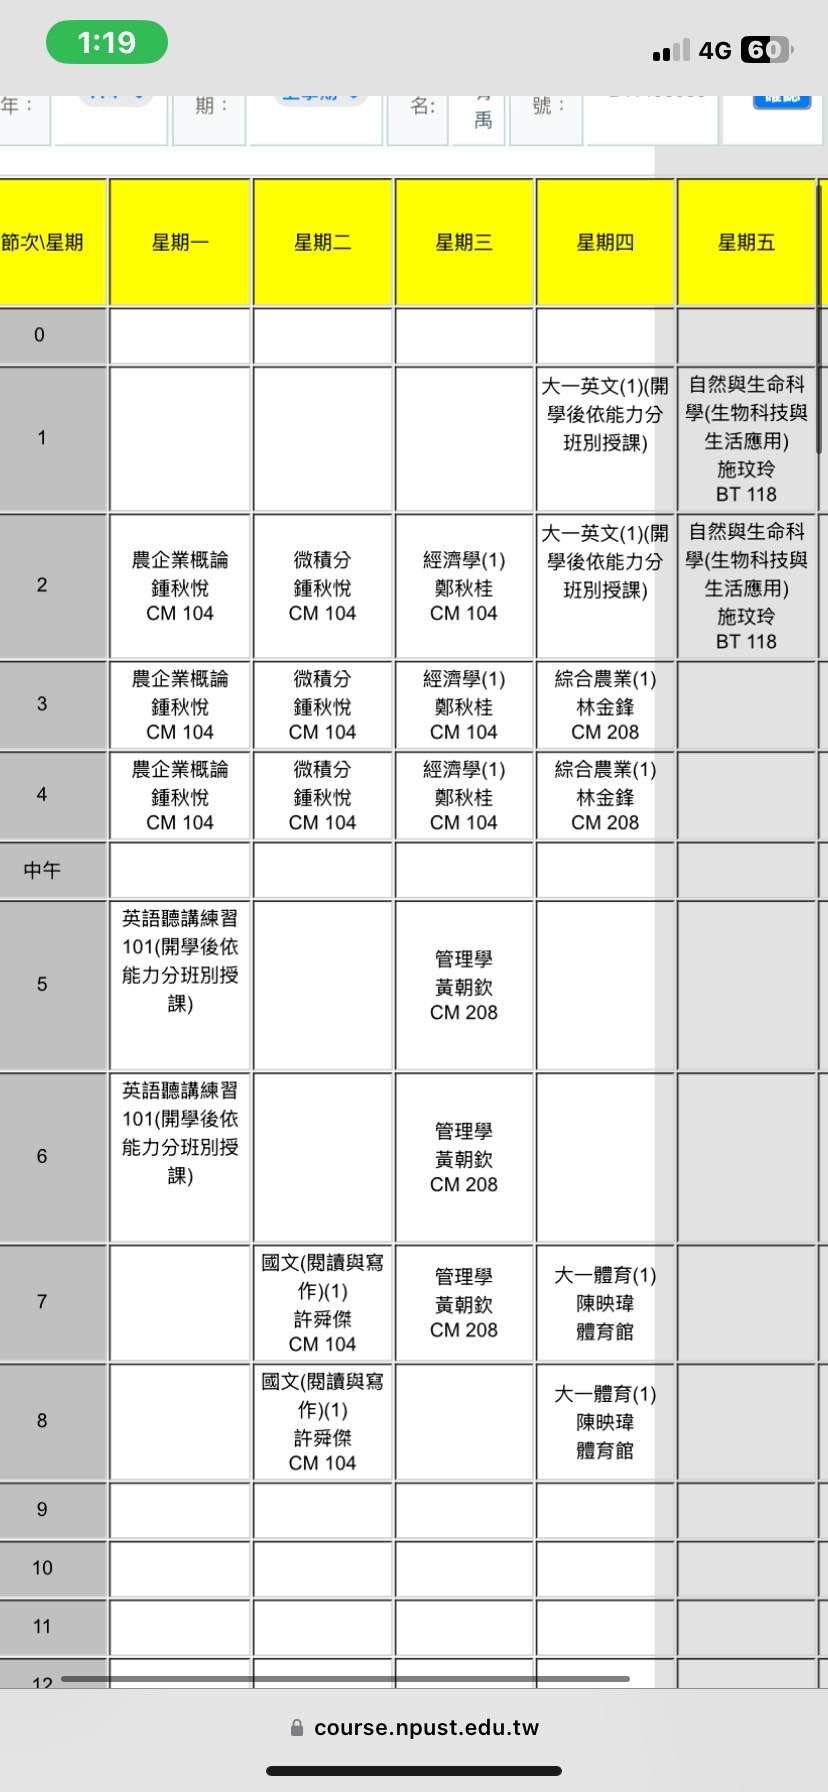 1:19
4G 60
年：
期：
名:
禹
號：
確認
節次\星期 星期一 星期二 星期三 星期四 星期五
0
1
大一英文(1)(開
學後依能力分
班別授課)
自然與生命科
學(生物科技與
生活應用)
施玟玲
BT 118
2
農企業概論
鍾秋悅
CM 104
微積分
鍾秋悅
CM 104
經濟學(1)
鄭秋桂
CM 104
大一英文(1)(開
學後依能力分
班別授課)
自然與生命科
學(生物科技與
生活應用)
施玟玲
BT 118
3
農企業概論
鍾秋悅
CM 104
微積分
鍾秋悅
CM 104
經濟學(1)
鄭秋桂
CM 104
綜合農業(1)
林金鋒
CM 208
4
農企業概論
鍾秋悅
CM 104
微積分
鍾秋悅
CM 104
經濟學(1)
鄭秋桂
CM 104
綜合農業(1)
林金鋒
CM 208
中午
5
英語聽講練習
101(開學後依
能力分班別授
課)
管理學
黃朝欽
CM 208
6
英語聽講練習
101(開學後依
能力分班別授
課)
管理學
黃朝欽
CM 208
7
國文(閱讀與寫
作)(1)
許舜傑
CM 104
管理學
黃朝欽
CM 208
大一體育(1)
陳映瑋
體育館
8
國文(閱讀與寫
作)(1)
許舜傑
CM 104
大一體育(1)
陳映瑋
體育館
9
10
11
12
course.npust.edu.tw